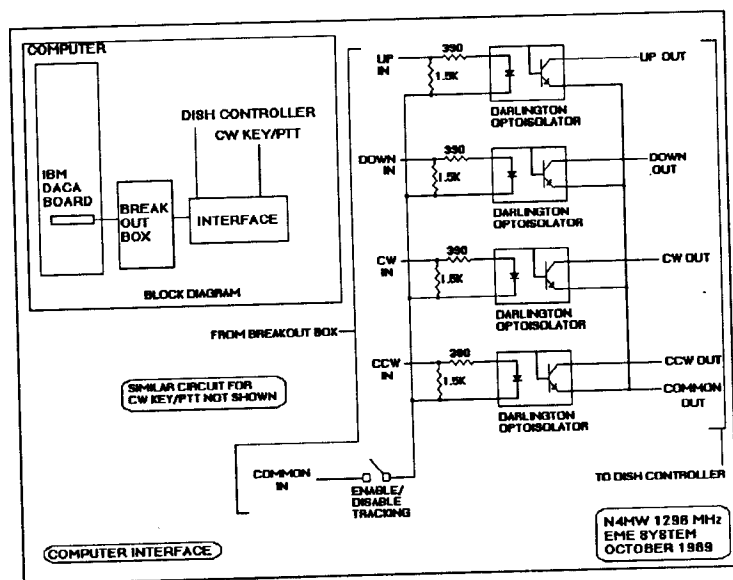 COMPUTER
IBM
DACA
BOARD
BREAK
OUT
BOX
DISH CONTROLLER
CW KEY/PTT
INTERFACE
BLOCK DIAGRAM
FROM BREAKOUT BOX
SIMILAR CIRCUIT FOR
CW KEY/PTT NOT SHOWN
COMMON
IN
ENABLE/
DISABLE
TRACKING
COMPUTER INTERFACE
UP
IN
390
1.5K
DARLINGTON
OPTOISOLATOR
UP OUT
DOWN
IN
390
1.5K
DARLINGTON
OPTOISOLATOR
DOWN
OUT
CW
IN
390
1.5K
DARLINGTON
OPTOISOLATOR
CW OUT
CCW
IN
390
1.5K
DARLINGTON
OPTOISOLATOR
CCW OUT
COMMON
OUT
TO DISH CONTROLLER
N4MW 1296 MHz
EME SYSTEM
OCTOBER 1989